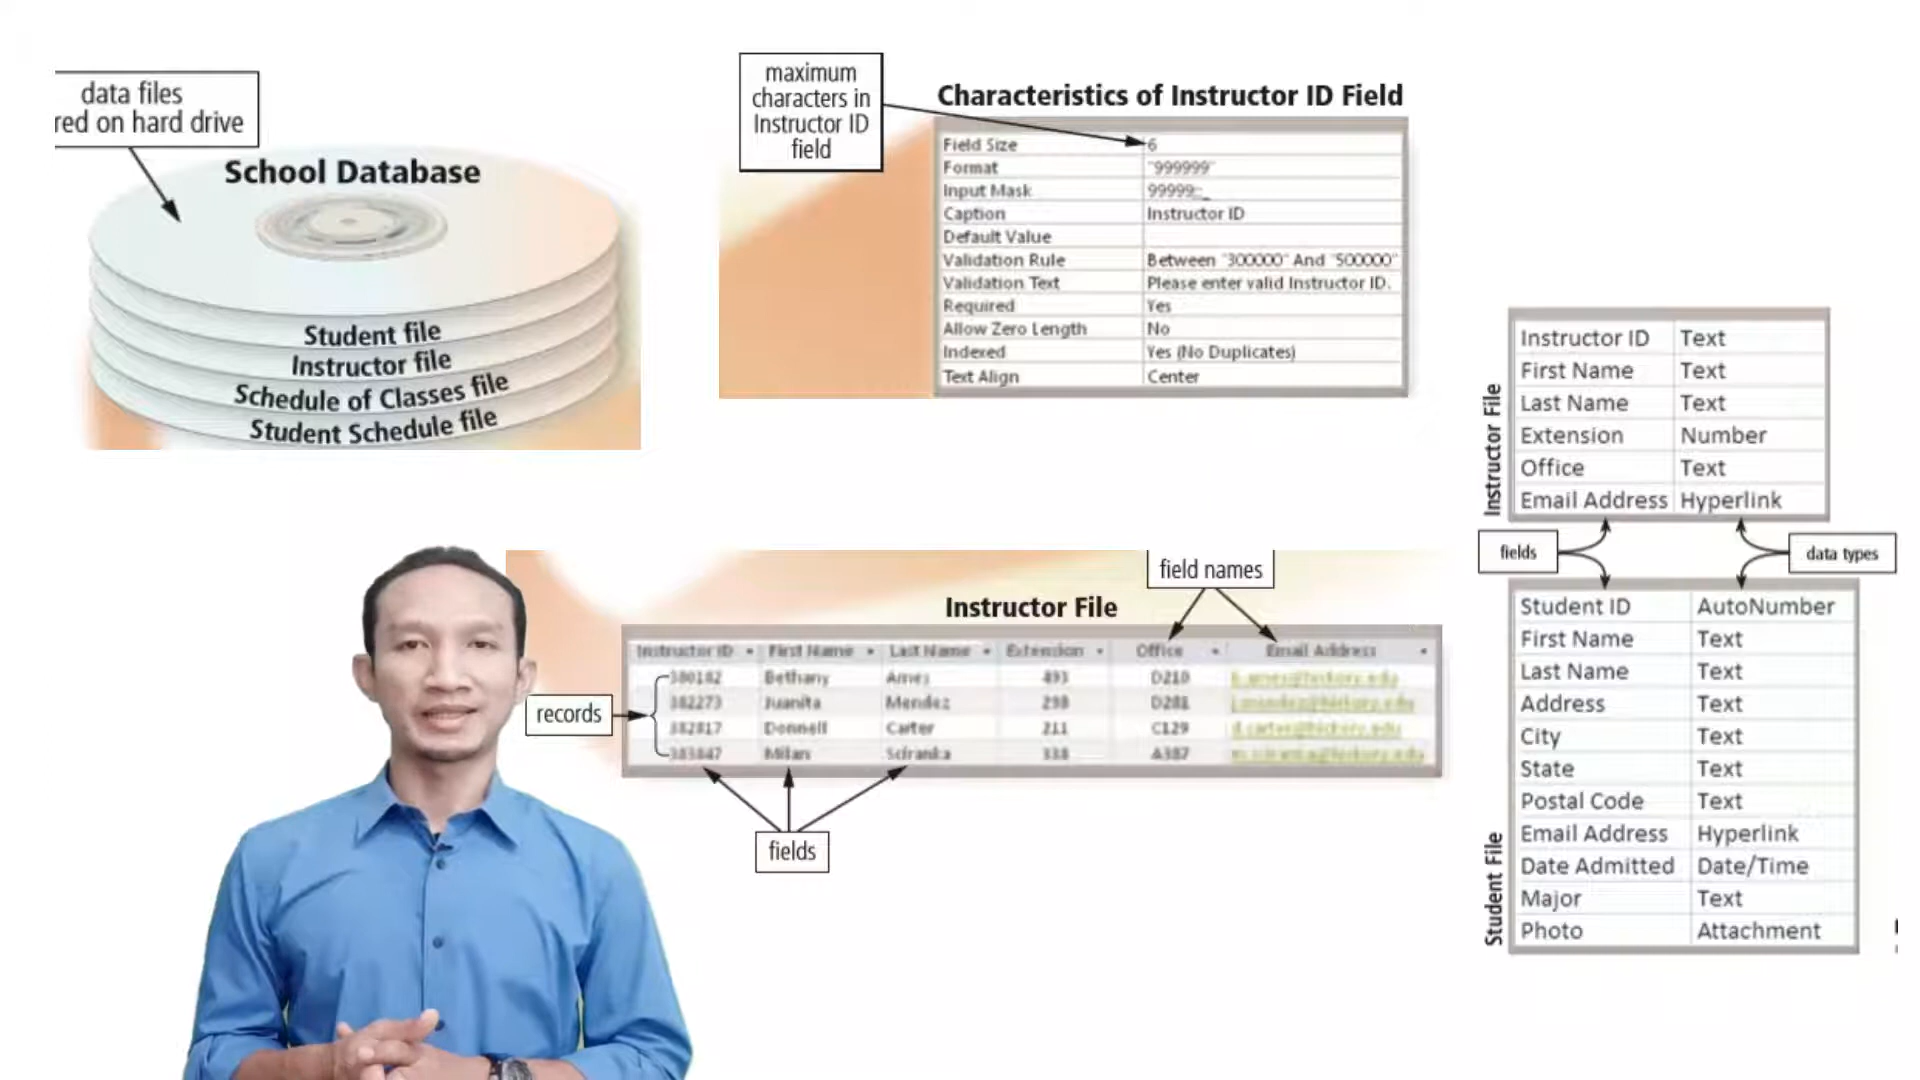 data files
red on hard drive
School Database
Student file
Instructor file
Schedule of Classes file
Student Schedule file
maximum
characters in
Instructor ID
field
Characteristics of Instructor ID Field
Field Size 6
Format "999999"
Input Mask 99999;;_
Caption Instructor ID
Default Value
Validation Rule Between "300000" And "500000"
Validation Text Please enter valid Instructor ID.
Required Yes
Allow Zero Length No
Indexed Yes (No Duplicates)
Text Align Center
Instructor File
Instructor ID Text
First Name Text
Last Name Text
Extension Number
Office Text
Email Address Hyperlink
fields
data types
Student File
Student ID AutoNumber
First Name Text
Last Name Text
Address Text
City Text
State Text
Postal Code Text
Email Address Hyperlink
Date Admitted Date/Time
Major Text
Photo Attachment
field names
Instructor File
Instructor ID First Name Last Name Extension Office Email Address
records
380182 Bethany Ames 493 D210
382273 Juanita Mendez 298 D281
382817 Donnell Carter 211 C129
383847 Milan Sciranka 338 A387
fields